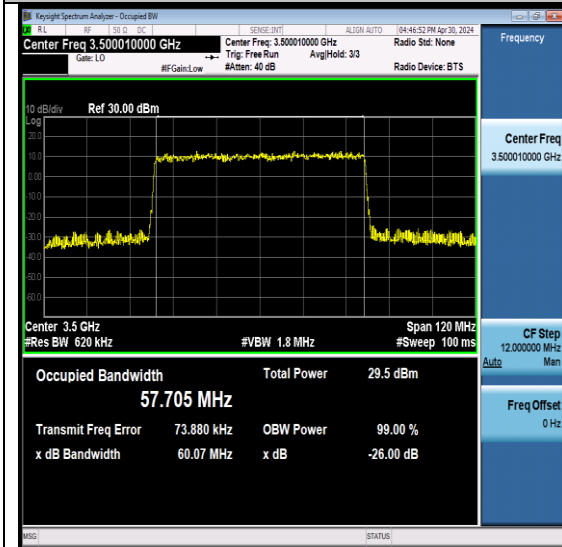 Keysight Spectrum Analyzer - Occupied BW
RL RF 50 Ω DC SENSE:INT ALIGN AUTO 04:46:52 PM Apr 30, 2024
Center Freq 3.500010000 GHz Center Freq: 3.500010000 GHz Radio Std: None
Gate: LO Trig: Free Run Avg|Hold: 3/3
#IFGain:Low #Atten: 40 dB Radio Device: BTS
Frequency
10 dB/div Ref 30.00 dBm
Log
20.0
10.0
0.00
-10.0
-20.0
-30.0
-40.0
-50.0
-60.0
Center Freq
3.500010000 GHz
Center 3.5 GHz Span 120 MHz
#Res BW 620 kHz #VBW 1.8 MHz #Sweep 100 ms
CF Step
12.000000 MHz
Auto Man
Occupied Bandwidth Total Power 29.5 dBm
57.705 MHz
Transmit Freq Error 73.880 kHz OBW Power 99.00 %
x dB Bandwidth 60.07 MHz x dB -26.00 dB
Freq Offset
0 Hz
MSG STATUS